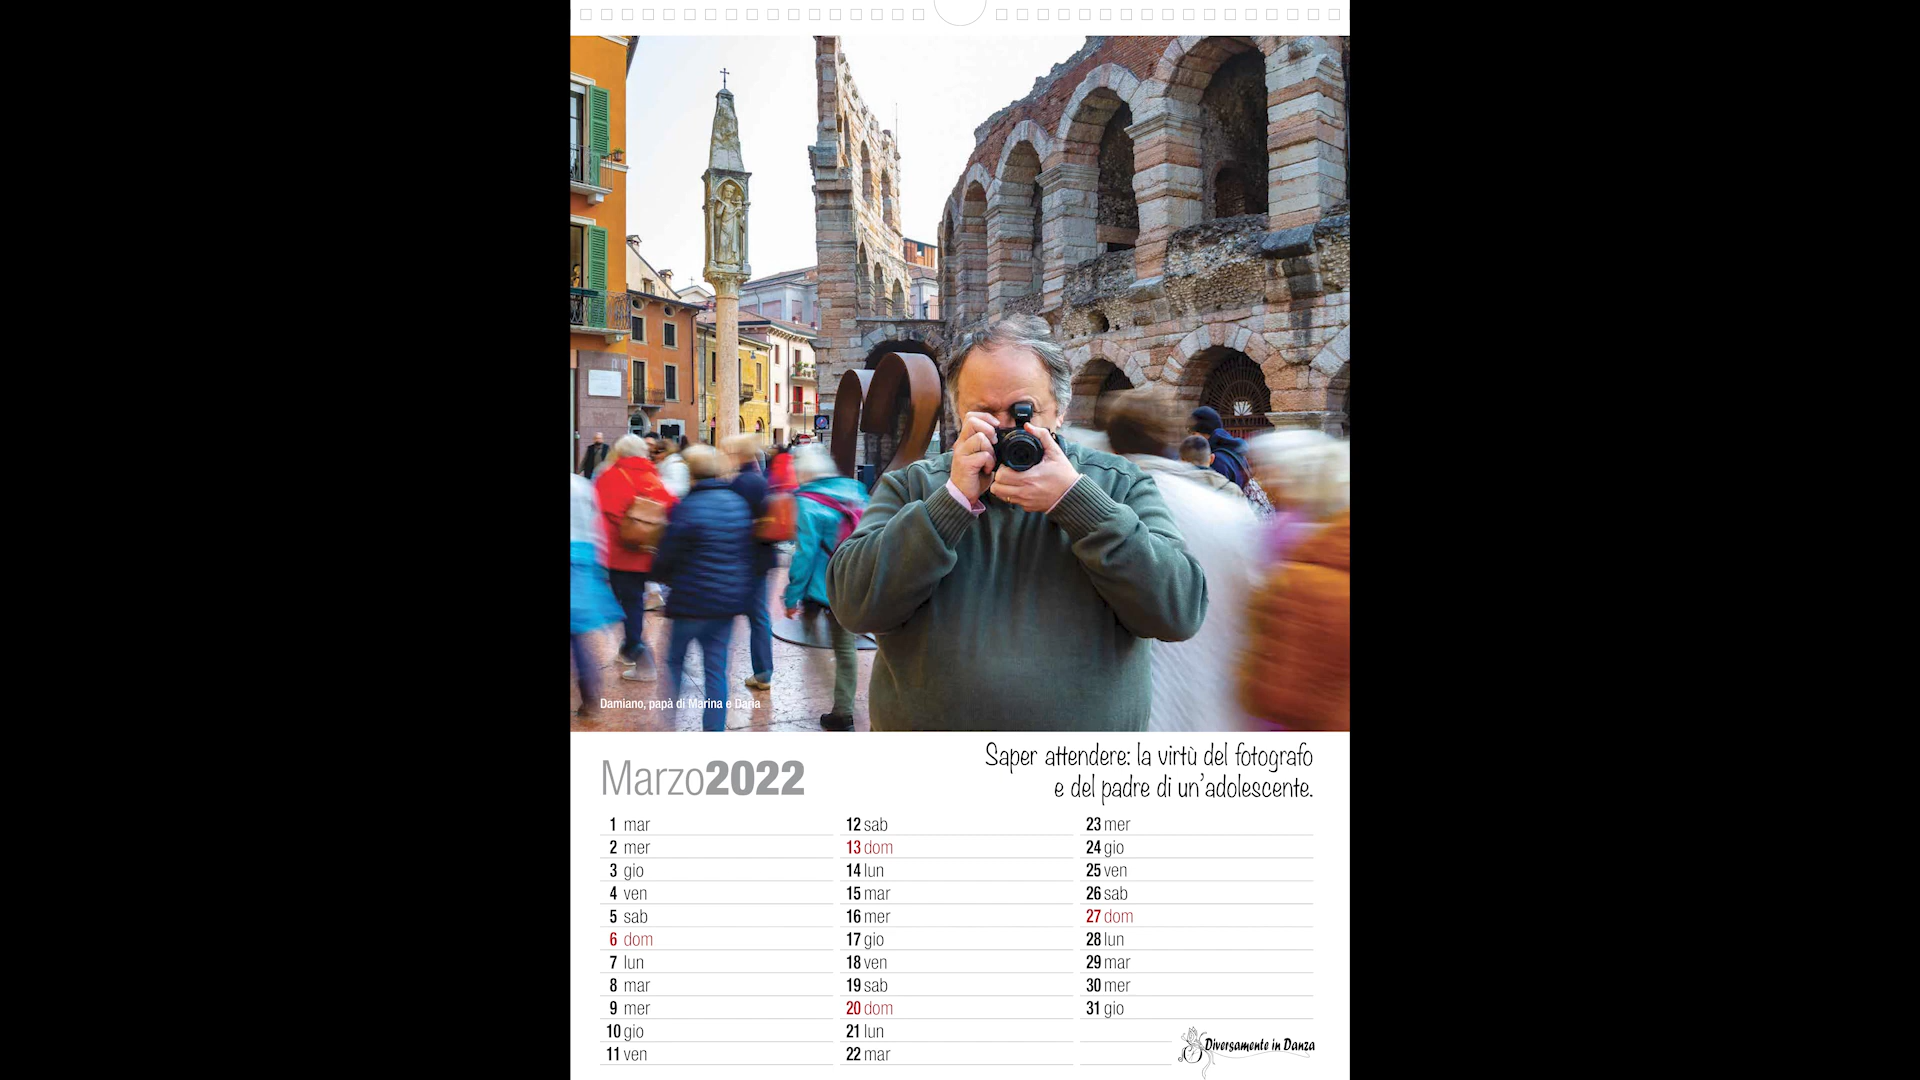 Damiano, papà di Marina e Daria
Marzo2022
Saper attendere: la virtù del fotografo
e del padre di un'adolescente.
1 mar
2 mer
3 gio
4 ven
5 sab
6 dom
7 lun
8 mar
9 mer
10 gio
11 ven
12 sab
13 dom
14 lun
15 mar
16 mer
17 gio
18 ven
19 sab
20 dom
21 lun
22 mar
23 mer
24 gio
25 ven
26 sab
27 dom
28 lun
29 mar
30 mer
31 gio
Diversamente in Danza